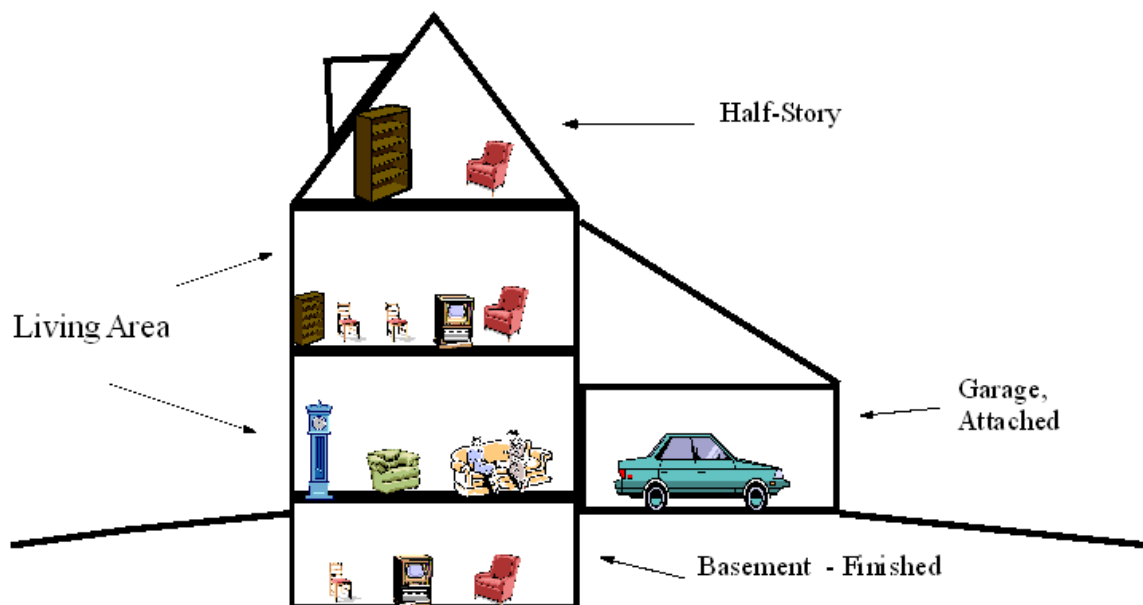 Half-Story
Living Area
Garage,
Attached
Basement - Finished